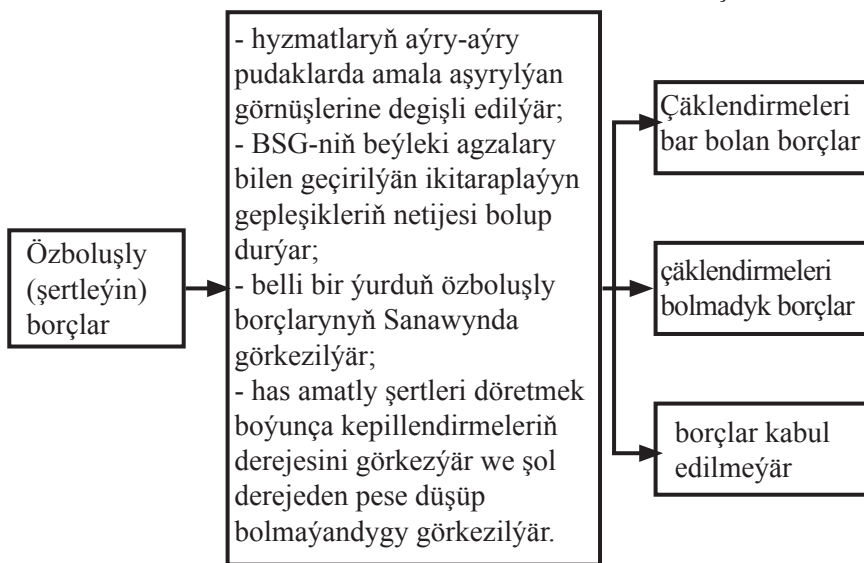 Özboluşly
(şertleýin)
borçlar
- hyzmatlaryň aýry-aýry
pudaklarda amala aşyrylýan
görnüşlerine degişli edilýär;
- BSG-niň beýleki agzalary
bilen geçirilýän ikitaraplaýyn
gepleşikleriň netijesi bolup
durýar;
- belli bir ýurduň özboluşly
borçlarynyň Sanawynda
görkezilýär;
- has amatly şertleri döretmek
boýunça kepillendirmeleriň
derejesini görkezýär we şol
derejeden pese düşüp
bolmaýandygy görkezilýär.
Çäklendirmeleri
bar bolan borçlar
çäklendirmeleri
bolmadyk borçlar
borçlar kabul
edilmeýär